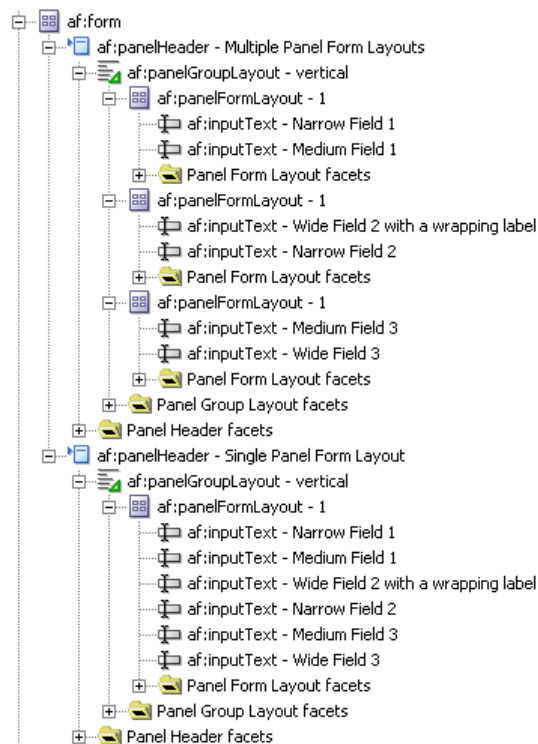 af:form
af:panelHeader - Multiple Panel Form Layouts
af:panelGroupLayout - vertical
af:panelFormLayout - 1
af:inputText - Narrow Field 1
af:inputText - Medium Field 1
Panel Form Layout facets
af:panelFormLayout - 1
af:inputText - Wide Field 2 with a wrapping label
af:inputText - Narrow Field 2
Panel Form Layout facets
af:panelFormLayout - 1
af:inputText - Medium Field 3
af:inputText - Wide Field 3
Panel Form Layout facets
Panel Group Layout facets
Panel Header facets
af:panelHeader - Single Panel Form Layout
af:panelGroupLayout - vertical
af:panelFormLayout - 1
af:inputText - Narrow Field 1
af:inputText - Medium Field 1
af:inputText - Wide Field 2 with a wrapping label
af:inputText - Narrow Field 2
af:inputText - Medium Field 3
af:inputText - Wide Field 3
Panel Form Layout facets
Panel Group Layout facets
Panel Header facets